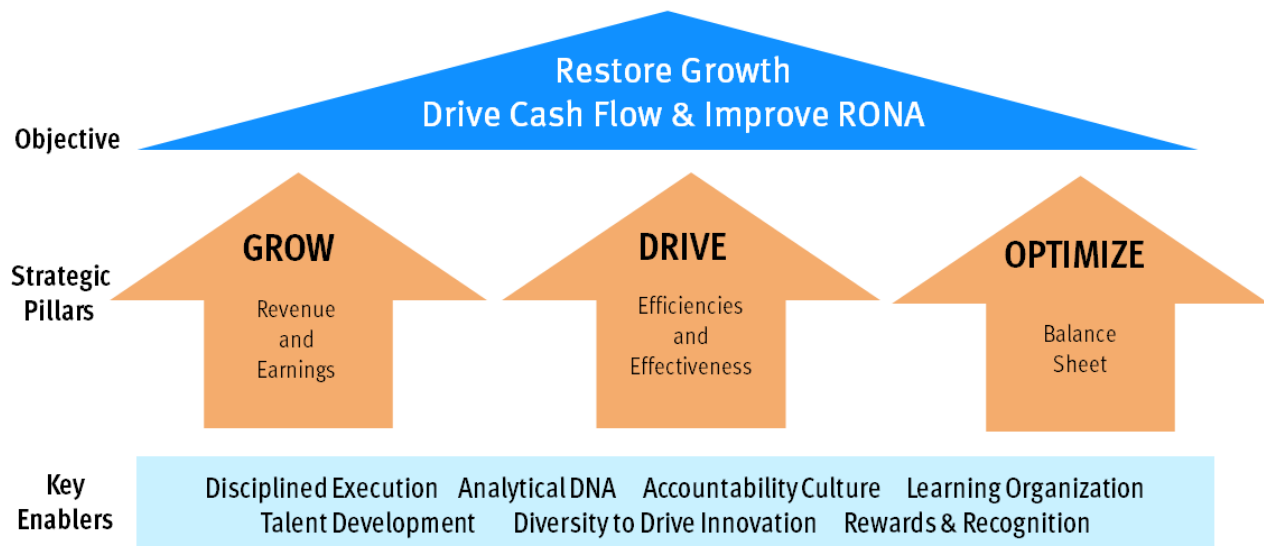 Restore Growth
Drive Cash Flow & Improve RONA
Objective
GROW
Revenue
and
Earnings
DRIVE
Efficiencies
and
Effectiveness
OPTIMIZE
Balance
Sheet
Strategic
Pillars
Key
Enablers
Disciplined Execution Analytical DNA Accountability Culture Learning Organization
Talent Development Diversity to Drive Innovation Rewards & Recognition